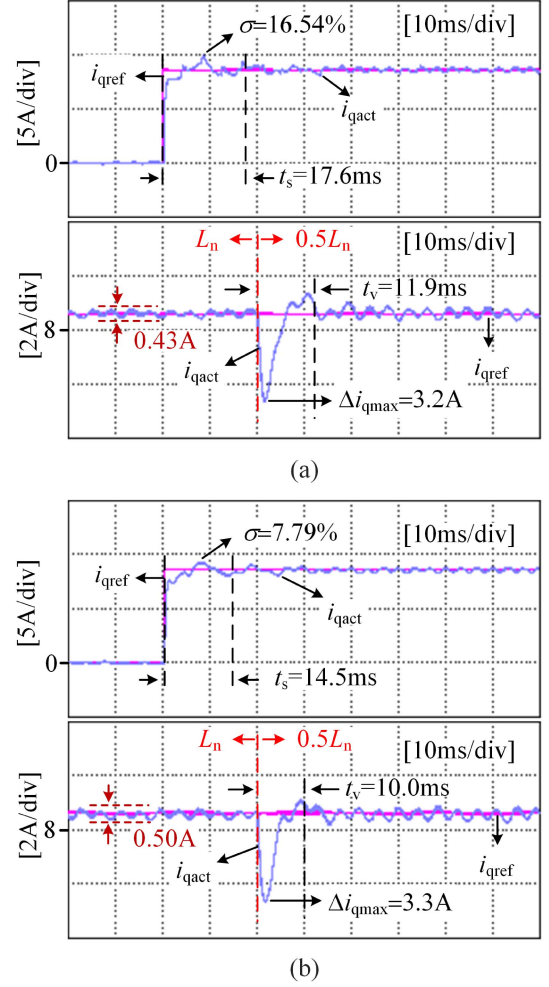 σ=16.54%
[10ms/div]
iqref
[5A/div]
iqact
0
ts=17.6ms
Ln 0.5Ln
[10ms/div]
tv=11.9ms
[2A/div]
8
0.43A
iqact
iqref
Δiqmax=3.2A
(a)
σ=7.79%
[10ms/div]
iqref
[5A/div]
iqact
0
ts=14.5ms
Ln 0.5Ln
[10ms/div]
tv=10.0ms
[2A/div]
8
0.50A
iqact
iqref
Δiqmax=3.3A
(b)